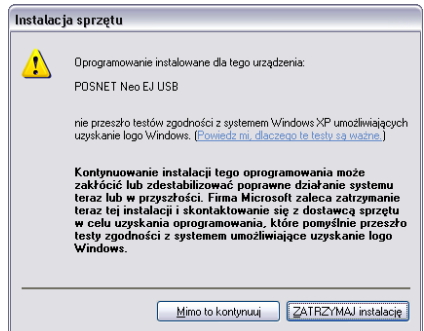 Instalacja sprzętu
Oprogramowanie instalowane dla tego urządzenia:
POSNET Neo EJ USB
nie przeszło testów zgodności z systemem Windows XP umożliwiających
uzyskanie logo Windows. (Powiedz mi, dlaczego te testy są ważne.)
Kontynuowanie instalacji tego oprogramowania może
zakłócić lub zdestabilizować poprawne działanie systemu
teraz lub w przyszłości. Firma Microsoft zaleca zatrzymanie
teraz tej instalacji i skontaktowanie się z dostawcą sprzętu
w celu uzyskania oprogramowania, które pomyślnie przeszło
testy zgodności z systemem umożliwiające uzyskanie logo
Windows.
Mimo to kontynuuj ZATRZYMAJ instalację